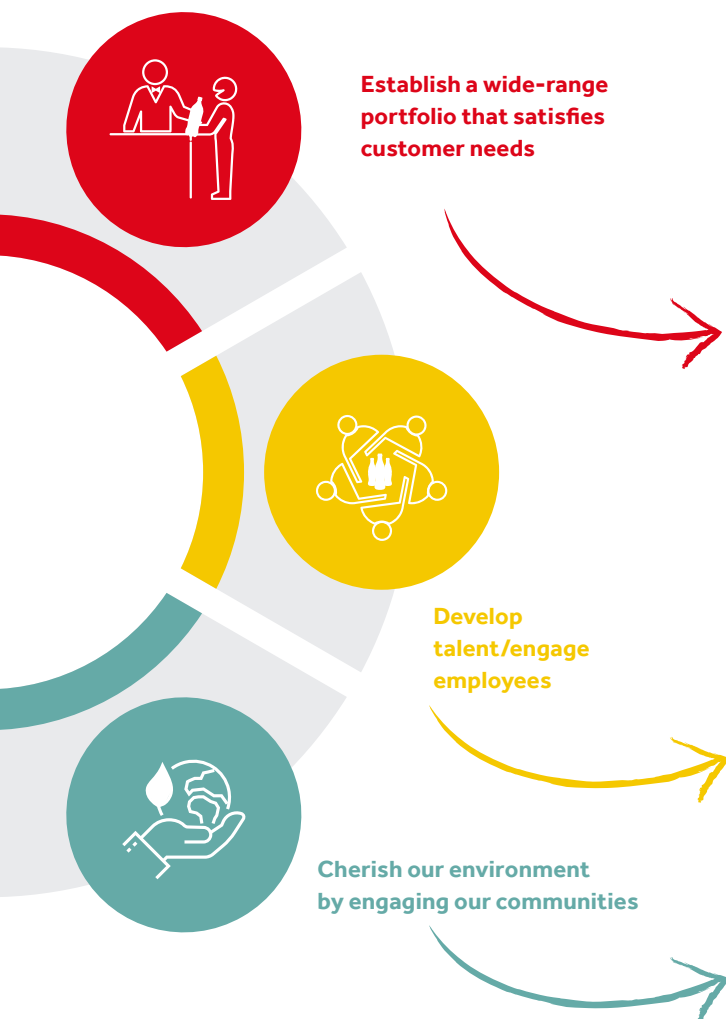 Establish a wide-range
portfolio that satisfies
customer needs
Develop
talent/engage
employees
Cherish our environment
by engaging our communities